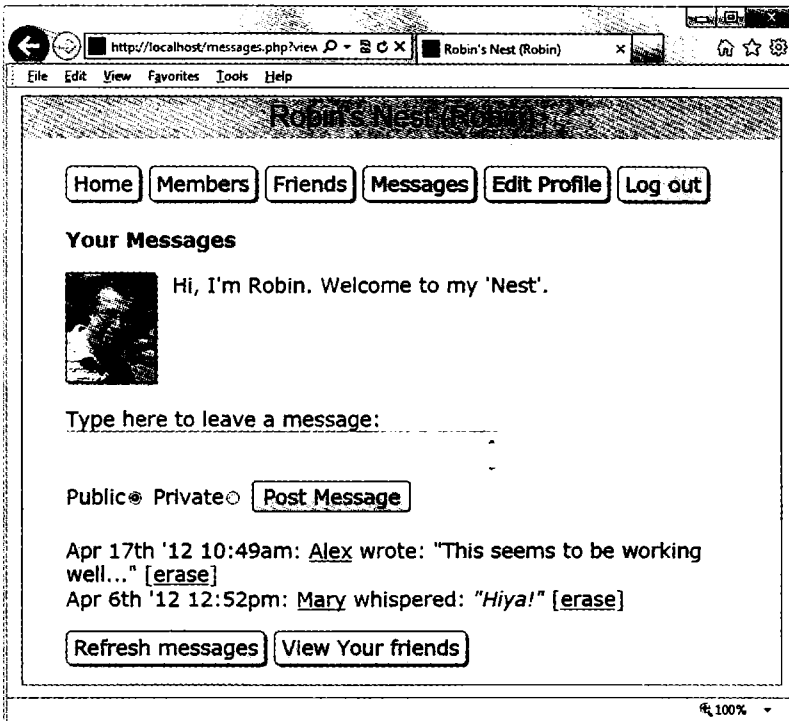 http://localhost/messages.php?view
Robin's Nest (Robin)
File Edit View Favorites Tools Help
Robin's Nest (Robin)
Home Members Friends Messages Edit Profile Log out
Your Messages
Hi, I'm Robin. Welcome to my 'Nest'.
Type here to leave a message:
Public Private Post Message
Apr 17th '12 10:49am: Alex wrote: "This seems to be working
well..." [erase]
Apr 6th '12 12:52pm: Mary whispered: "Hiya!" [erase]
Refresh messages View Your friends
100%